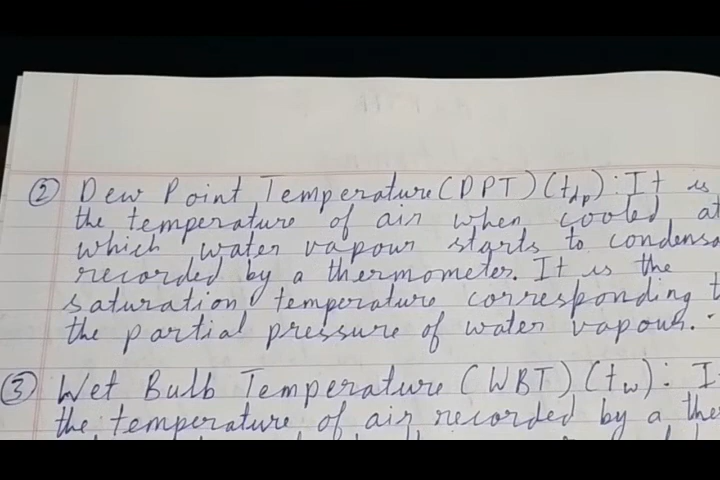 ② Dew Point Temperature (DPT) (tdp): It is
the temperature of air when cooled at
which water vapour starts to condens
recorded by a thermometer. It is the
saturation temperature corresponding t
the partial pressure of water vapour.
③ Wet Bulb Temperature (WBT) (tw): I
the temperature of air recorded by a the